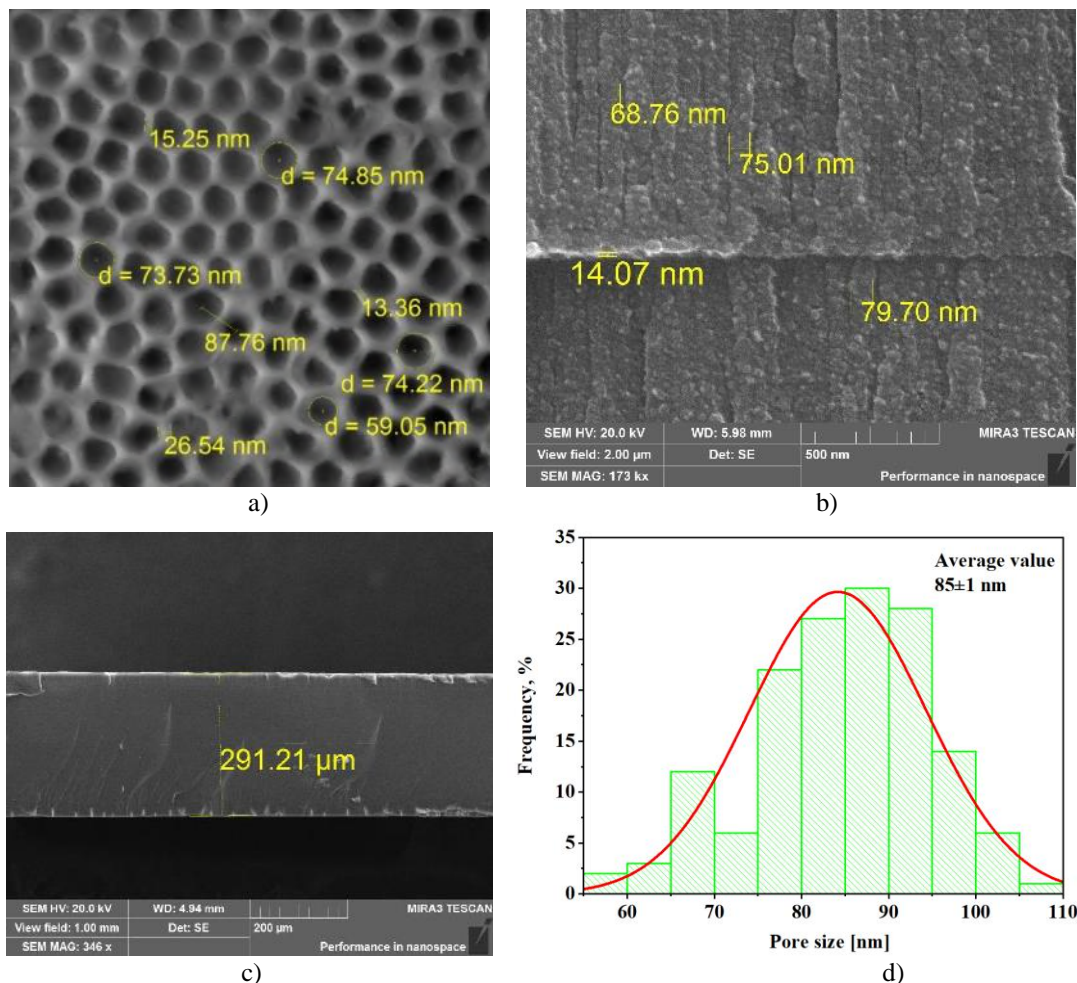 15.25 nm
d = 74.85 nm
d = 73.73 nm
13.36 nm
87.76 nm
d = 74.22 nm
d = 59.05 nm
26.54 nm
a)
68.76 nm
75.01 nm
14.07 nm
79.70 nm
SEM HV: 20.0 kV WD: 5.98 mm MIRA3 TESCAN
View field: 2.00 µm Det: SE 500 nm
SEM MAG: 173 kx Performance in nanospace
b)
291.21 µm
SEM HV: 20.0 kV WD: 4.94 mm MIRA3 TESCAN
View field: 1.00 mm Det: SE 200 µm
SEM MAG: 346 x Performance in nanospace
c)
Average value
85±1 nm
Frequency, %
35
30
25
20
15
10
5
0
60 70 80 90 100 110
Pore size [nm]
d)